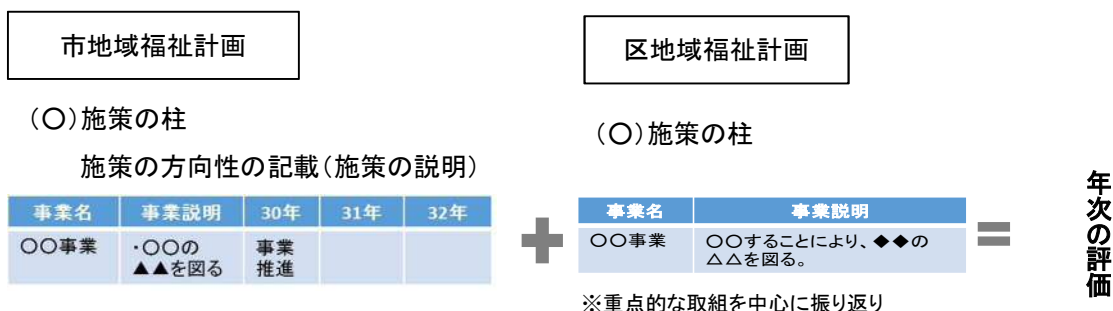 市地域福祉計画
(〇)施策の柱
施策の方向性の記載(施策の説明)
事業名 事業説明 30年 31年 32年
〇〇事業 ・〇〇の 事業
▲▲を図る 推進
+
区地域福祉計画
(〇)施策の柱
事業名 事業説明
〇〇事業 〇〇することにより、◆◆の
△△を図る。
※重点的な取組を中心に振り返り
=
年次の評価